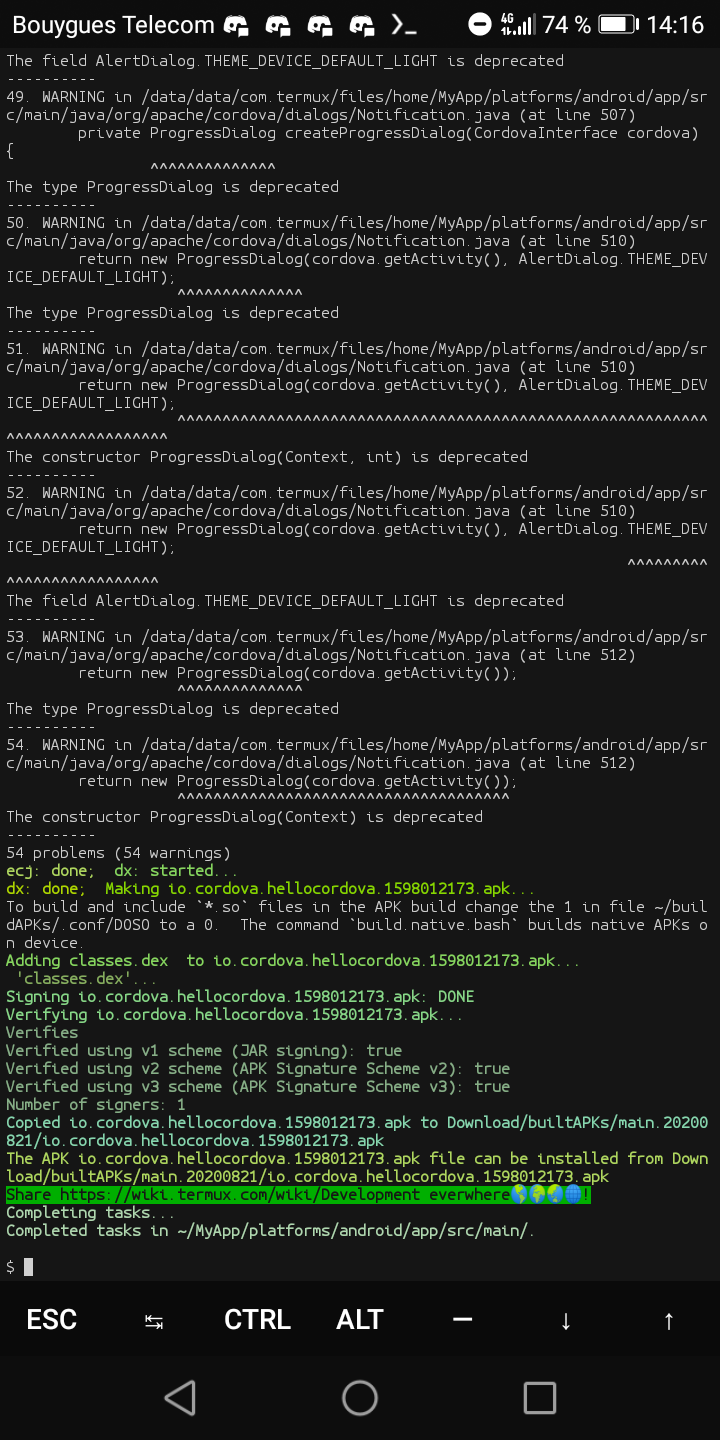 Bouygues Telecom 4G 74 % 14:16
The field AlertDialog.THEME_DEVICE_DEFAULT_LIGHT is deprecated
----------
49. WARNING in /data/data/com.termux/files/home/MyApp/platforms/android/app/sr
c/main/java/org/apache/cordova/dialogs/Notification.java (at line 507)
private ProgressDialog createProgressDialog(CordovaInterface cordova)
{
^^^^^^^^^^^^^^
The type ProgressDialog is deprecated
----------
50. WARNING in /data/data/com.termux/files/home/MyApp/platforms/android/app/sr
c/main/java/org/apache/cordova/dialogs/Notification.java (at line 510)
return new ProgressDialog(cordova.getActivity(), AlertDialog.THEME_DEV
ICE_DEFAULT_LIGHT);
^^^^^^^^^^^^^^
The type ProgressDialog is deprecated
----------
51. WARNING in /data/data/com.termux/files/home/MyApp/platforms/android/app/sr
c/main/java/org/apache/cordova/dialogs/Notification.java (at line 510)
return new ProgressDialog(cordova.getActivity(), AlertDialog.THEME_DEV
ICE_DEFAULT_LIGHT);
^^^^^^^^^^^^^^^^^^^^^^^^^^^^^^^^^^^^^^^^^^^^^^^^^^^^^^^^^^^
^^^^^^^^^^^^^^^^^^
The constructor ProgressDialog(Context, int) is deprecated
----------
52. WARNING in /data/data/com.termux/files/home/MyApp/platforms/android/app/sr
c/main/java/org/apache/cordova/dialogs/Notification.java (at line 510)
return new ProgressDialog(cordova.getActivity(), AlertDialog.THEME_DEV
ICE_DEFAULT_LIGHT);
^^^^^^^^^
^^^^^^^^^^^^^^^^^
The field AlertDialog.THEME_DEVICE_DEFAULT_LIGHT is deprecated
----------
53. WARNING in /data/data/com.termux/files/home/MyApp/platforms/android/app/sr
c/main/java/org/apache/cordova/dialogs/Notification.java (at line 512)
return new ProgressDialog(cordova.getActivity());
^^^^^^^^^^^^^^
The type ProgressDialog is deprecated
----------
54. WARNING in /data/data/com.termux/files/home/MyApp/platforms/android/app/sr
c/main/java/org/apache/cordova/dialogs/Notification.java (at line 512)
return new ProgressDialog(cordova.getActivity());
^^^^^^^^^^^^^^^^^^^^^^^^^^^^^^^^^^^^^
The constructor ProgressDialog(Context) is deprecated
----------
54 problems (54 warnings)
ecj: done;  dx: started...
dx: done;  Making io.cordova.hellocordova.1598012173.apk...
To build and include `*.so` files in the APK build change the 1 in file ~/buil
dAPKs/.conf/DOSO to a 0.  The command `build.native.bash` builds native APKs o
n device.
Adding classes.dex  to io.cordova.hellocordova.1598012173.apk...
'classes.dex'...
Signing io.cordova.hellocordova.1598012173.apk: DONE
Verifying io.cordova.hellocordova.1598012173.apk...
Verifies
Verified using v1 scheme (JAR signing): true
Verified using v2 scheme (APK Signature Scheme v2): true
Verified using v3 scheme (APK Signature Scheme v3): true
Number of signers: 1
Copied io.cordova.hellocordova.1598012173.apk to Download/builtAPKs/main.20200
821/io.cordova.hellocordova.1598012173.apk
The APK io.cordova.hellocordova.1598012173.apk file can be installed from Down
load/builtAPKs/main.20200821/io.cordova.hellocordova.1598012173.apk
Share https://wiki.termux.com/wiki/Development everwhere🌎🌍🌏🌐!
Completing tasks...
Completed tasks in ~/MyApp/platforms/android/app/src/main/.
$
ESC ↹ CTRL ALT — ↓ ↑